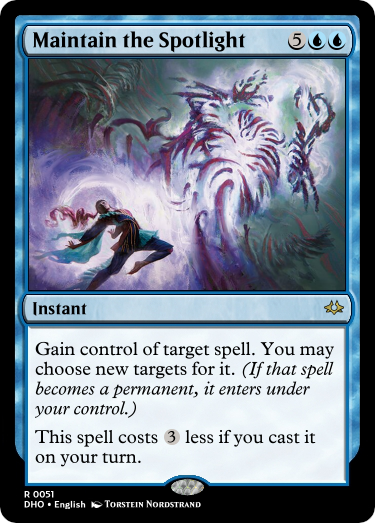 Maintain the Spotlight 5
Instant
Gain control of target spell. You may
choose new targets for it. (If that spell
becomes a permanent, it enters under
your control.)
This spell costs 3 less if you cast it
on your turn.
R 0051
DHO • English Torstein Nordstrand